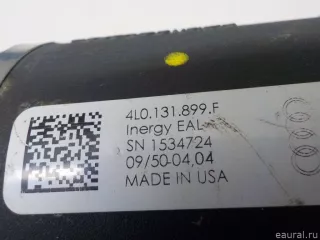 4L0.131.899.F
Inergy EAL
SN 1534724
09/50-04,04
MADE IN USA
© eaural.ru